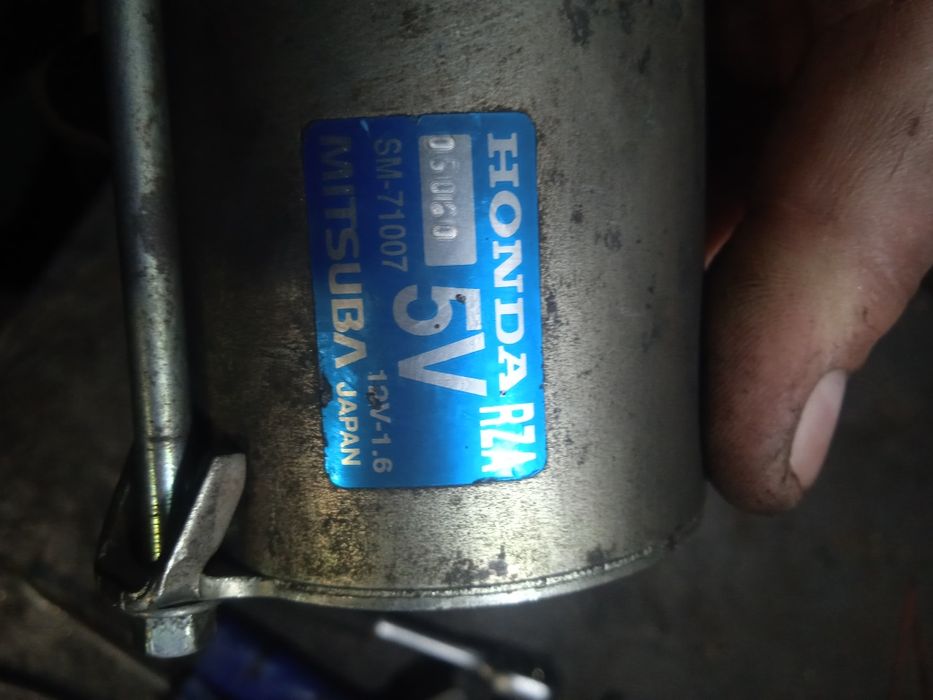 HONDA RZA
05060
5V
SM-71007
12V-1.6
MITSUBA JAPAN